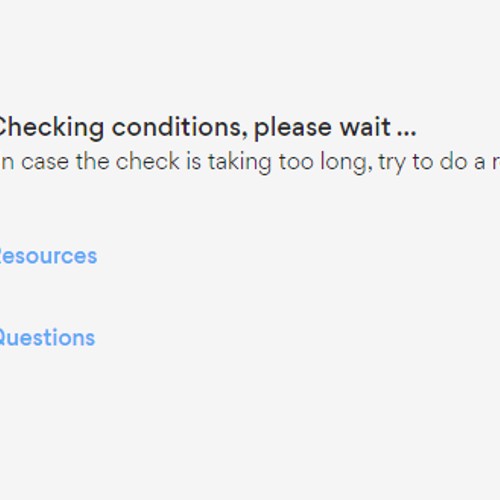 Checking conditions, please wait ...
n case the check is taking too long, try to do a
Resources
Questions